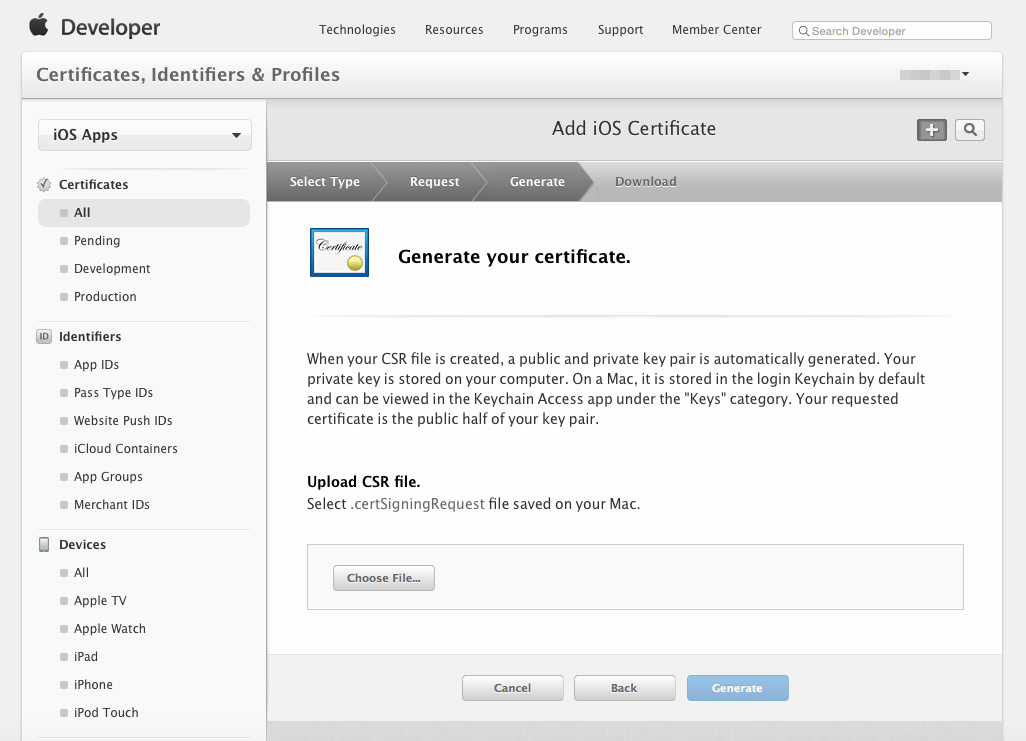 Developer
Technologies
Resources
Programs
Support
Member Center
Search Developer
Certificates, Identifiers & Profiles
iOS Apps
Certificates
All
Pending
Development
Production
ID Identifiers
App IDs
Pass Type IDs
Website Push IDs
iCloud Containers
App Groups
Merchant IDs
Devices
All
Apple TV
Apple Watch
iPad
iPhone
iPod Touch
Add iOS Certificate
Select Type
Request
Generate
Download
Certificate
Generate your certificate.
When your CSR file is created, a public and private key pair is automatically generated. Your
private key is stored on your computer. On a Mac, it is stored in the login Keychain by default
and can be viewed in the Keychain Access app under the "Keys" category. Your requested
certificate is the public half of your key pair.
Upload CSR file.
Select .certSigningRequest file saved on your Mac.
Choose File...
Cancel
Back
Generate